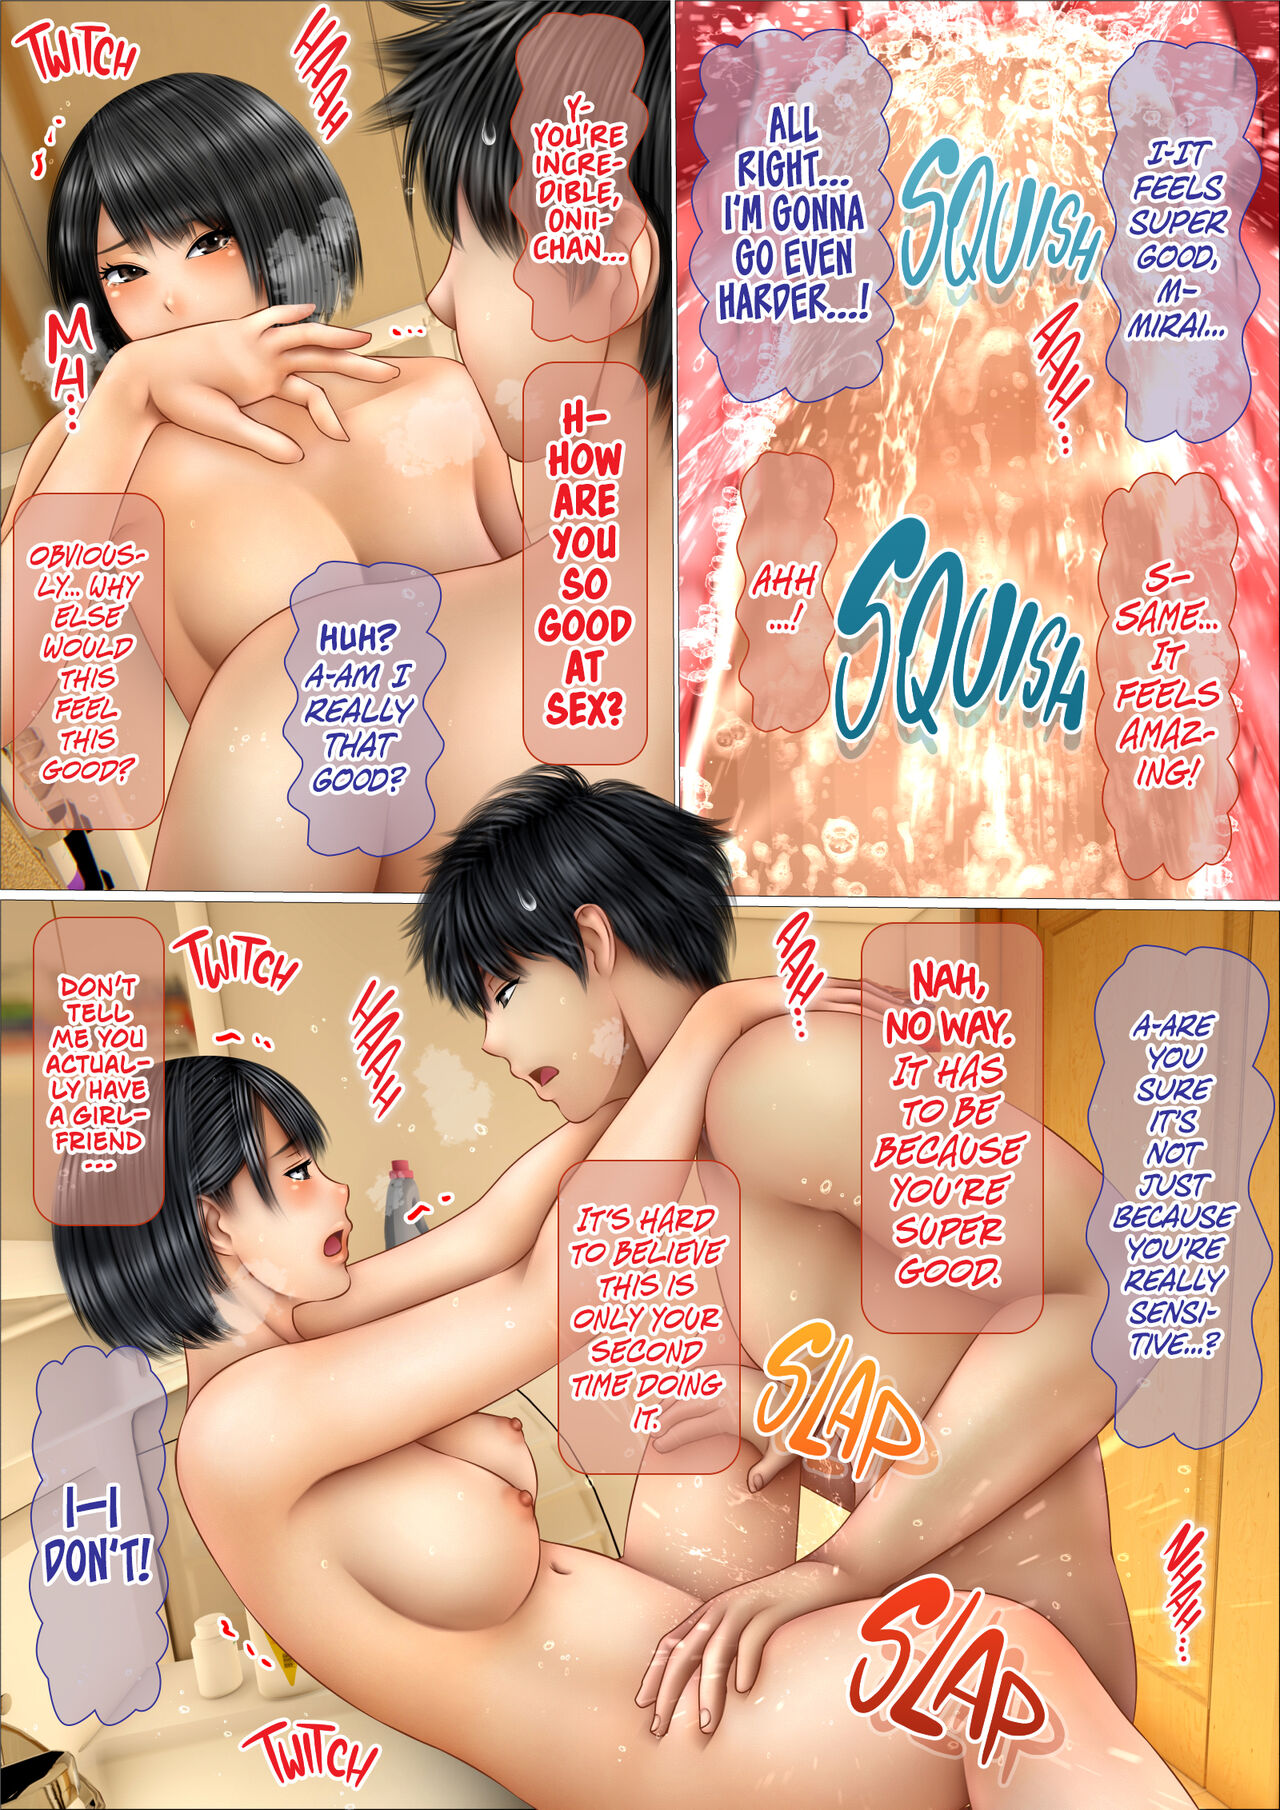 I-IT
FEELS
SUPER
GOOD,
M-
MIRAI...
SQUISH
ALL
RIGHT...
I'M GONNA
GO EVEN
HARDER...!
AAH...
S-
SAME...
IT
FEELS
AMAZ-
ING!
AHH
...!
SQUISH
Y-
YOU'RE
INCRE-
DIBLE,
ONII-
CHAN...
HAAH
TWITCH
H-
HOW
ARE
YOU
SO
GOOD
AT
SEX?
MH...
HUH?
A-AM I
REALLY
THAT
GOOD?
OBVIOUS-
LY... WHY
ELSE
WOULD
THIS
FEEL
THIS
GOOD?
A-ARE
YOU
SURE
IT'S
NOT
JUST
BECAUSE
YOU'RE
REALLY
SENSI-
TIVE...?
NAH,
NO WAY.
IT HAS
TO BE
BECAUSE
YOU'RE
SUPER
GOOD.
AAH...
IT'S HARD
TO BELIEVE
THIS IS
ONLY YOUR
SECOND
TIME DOING
IT.
HAAH
TWITCH
DON'T
TELL
ME YOU
ACTUAL-
LY HAVE
A GIRL-
FRIEND
...
SLAP
I-I
DON'T!
NHAH...
SLAP
TWITCH